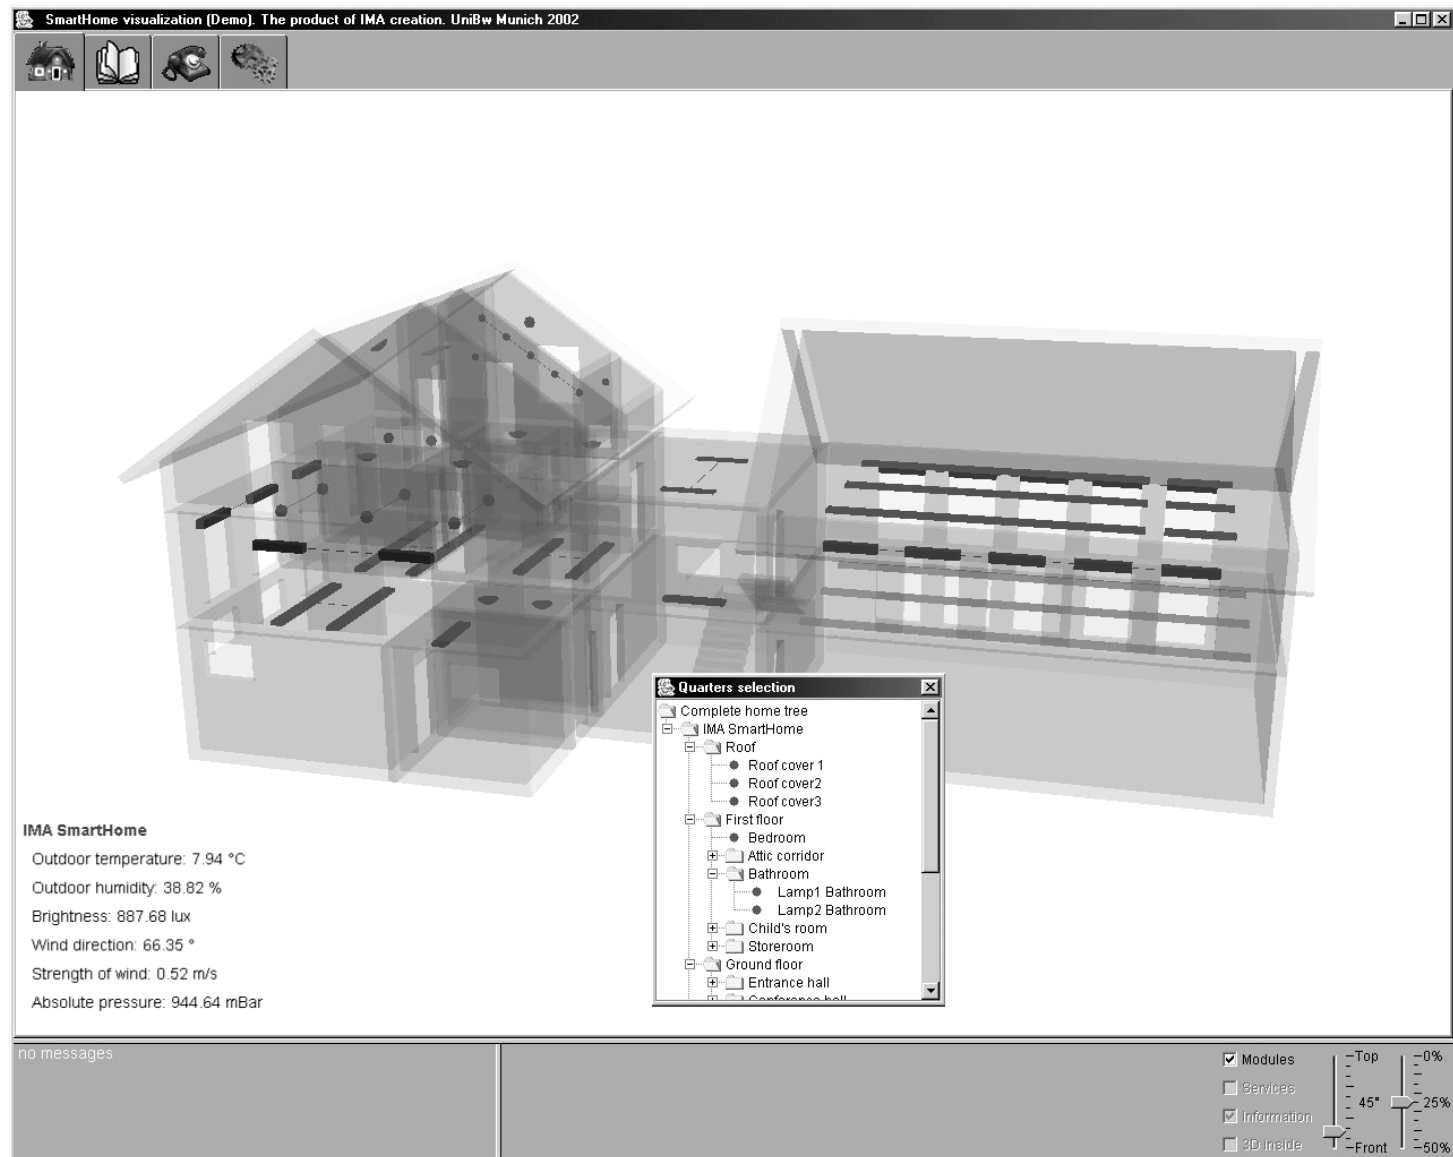 SmartHome visualization (Demo). The product of IMA creation. UniBw Munich 2002
Quarters selection
Complete home tree
IMA SmartHome
Roof
Roof cover 1
Roof cover2
Roof cover3
First floor
Bedroom
Attic corridor
Bathroom
Lamp1 Bathroom
Lamp2 Bathroom
Child's room
Storeroom
Ground floor
Entrance hall
Conference hall
IMA SmartHome
Outdoor temperature: 7.94 °C
Outdoor humidity: 38.82 %
Brightness: 887.68 lux
Wind direction: 66.35 °
Strength of wind: 0.52 m/s
Absolute pressure: 944.64 mBar
no messages
Modules
Services
Information
3D inside
Top
45°
Front
0%
25%
50%